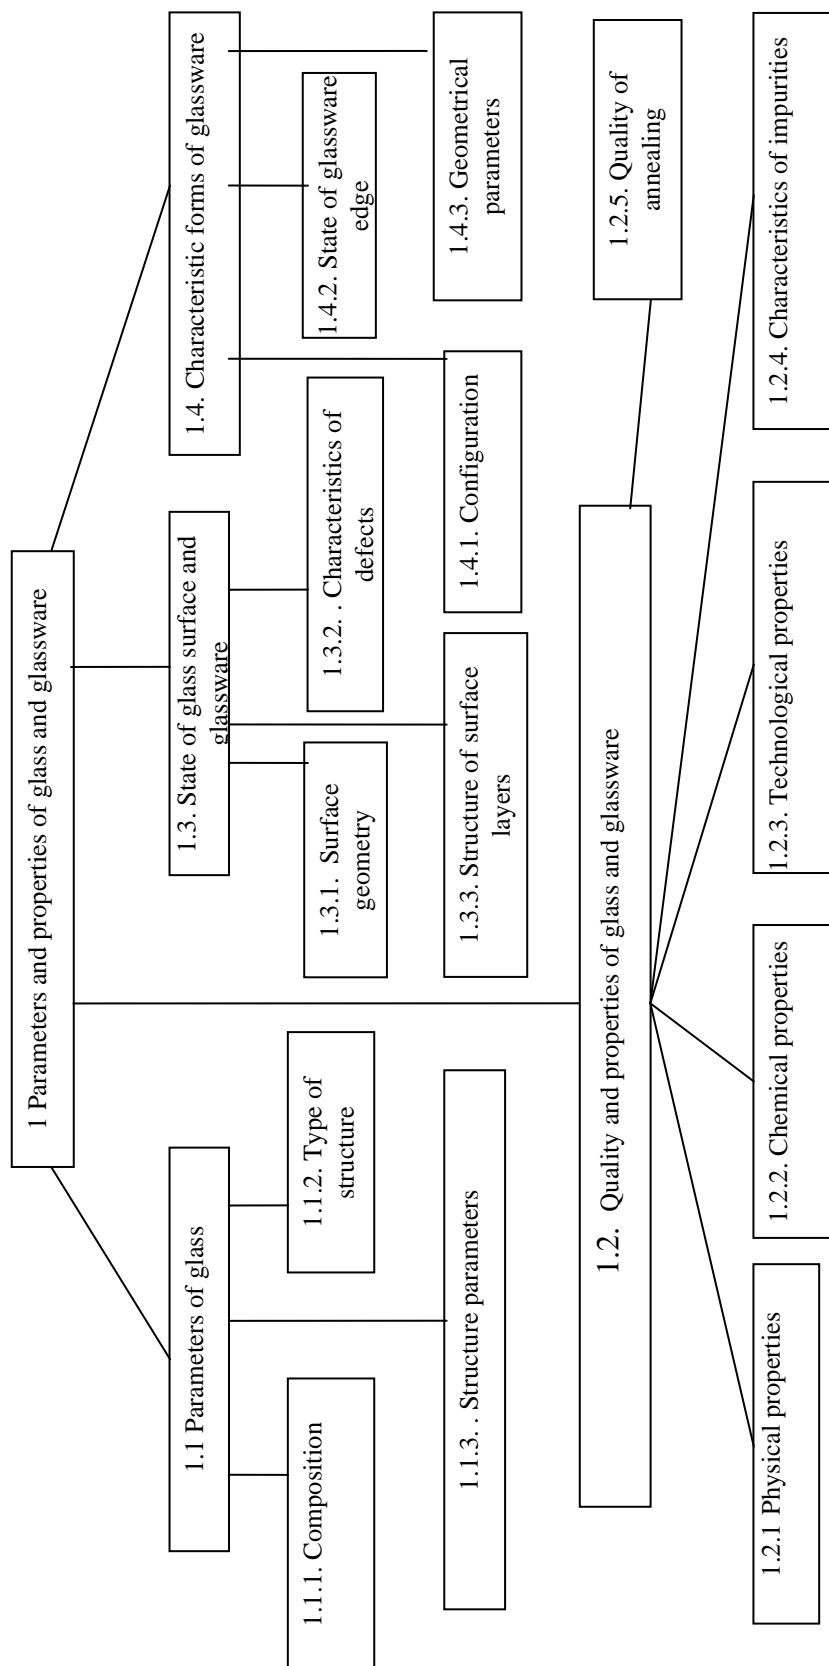 1 Parameters and properties of glass and glassware
1.1 Parameters of glass
1.3. State of glass surface and
glassware
1.4. Characteristic forms of glassware
1.1.1. Composition
1.1.2. Type of
structure
1.3.1.  Surface
geometry
1.3.2. . Characteristics of
defects
1.4.2. State of glassware
edge
1.1.3. . Structure parameters
1.3.3. Structure of surface
layers
1.4.1. Configuration
1.4.3. Geometrical
parameters
1.2.  Quality and properties of glass and glassware
1.2.5. Quality of
annealing
1.2.1 Physical properties
1.2.2. Chemical properties
1.2.3. Technological properties
1.2.4. Characteristics of impurities